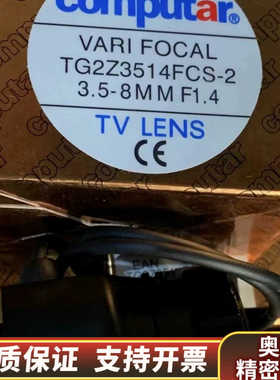 computar
VARI FOCAL
TG2Z3514FCS-2
3.5-8MM F1.4
TV LENS
CE
computar
质保证 支持开票
奥
精密